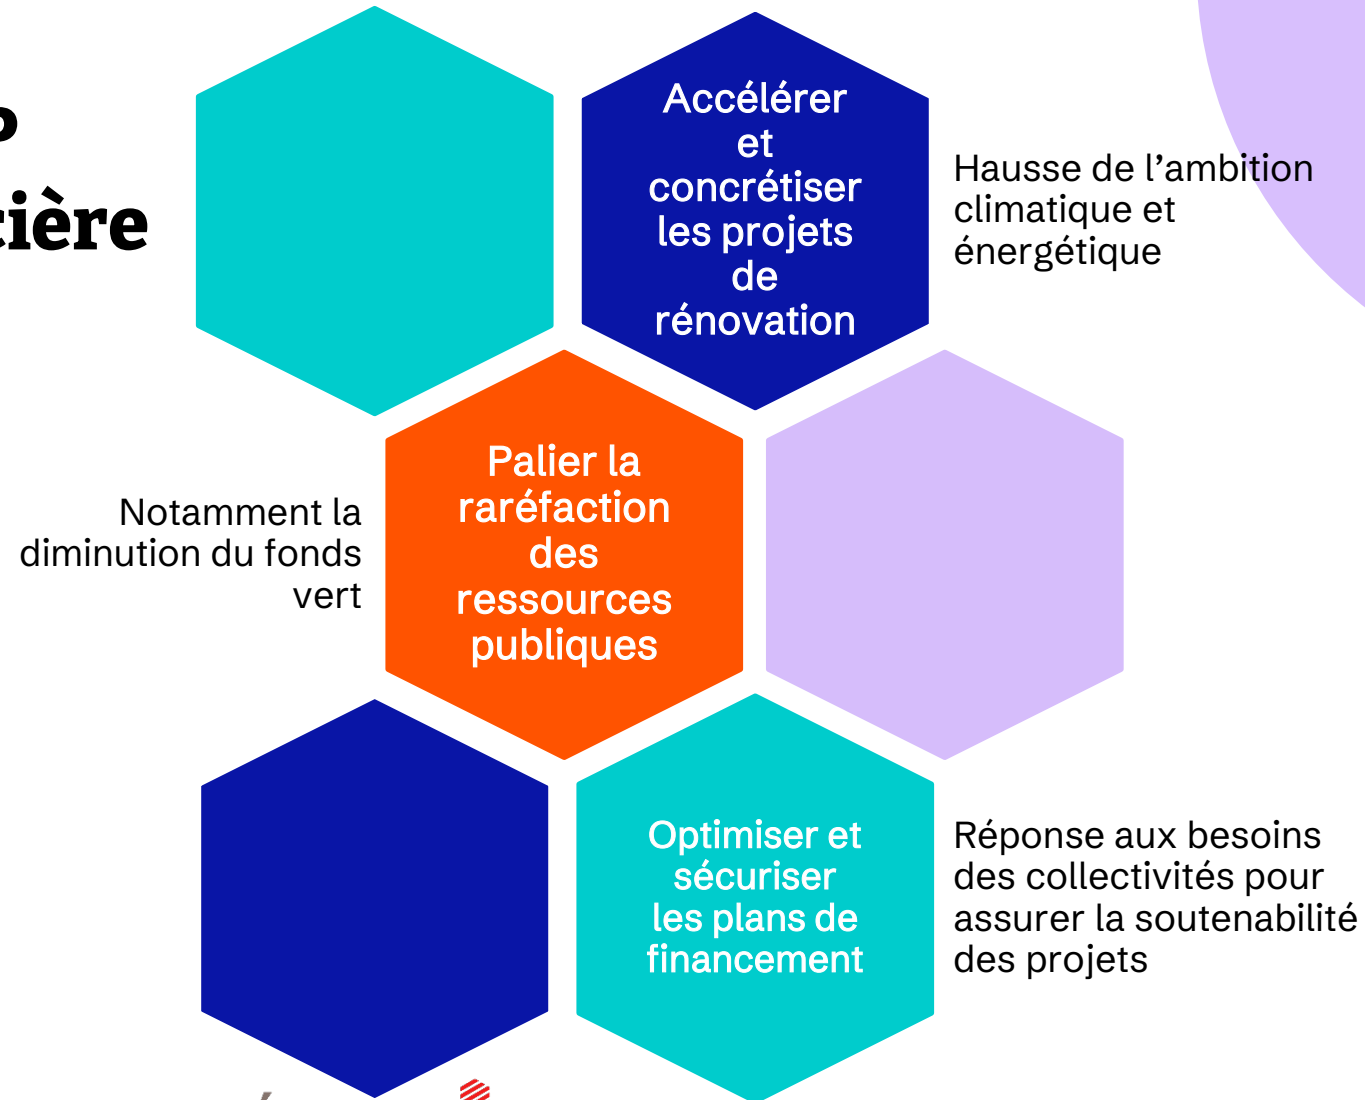 Accélérer
et
concrétiser
les projets
de
rénovation
Hausse de l’ambition
climatique et
énergétique
Palier la
raréfaction
des
ressources
publiques
Notamment la
diminution du fonds
vert
Optimiser et
sécuriser
les plans de
financement
Réponse aux besoins
des collectivités pour
assurer la soutenabilité
des projets